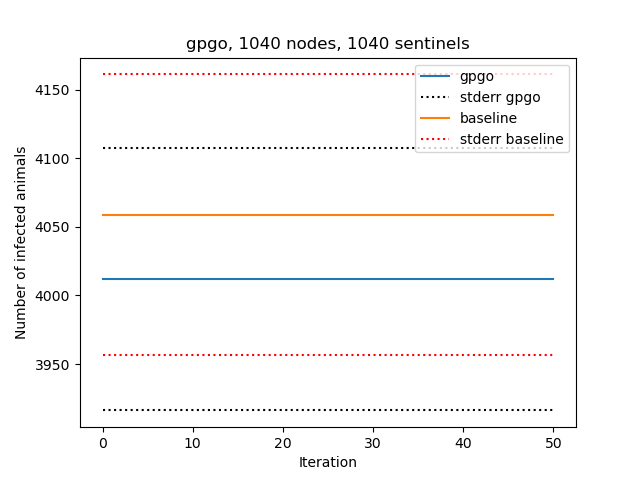 gpgo, 1040 nodes, 1040 sentinels
4150
4100
4050
4000
3950
Number of infected animals
gpgo
stderr gpgo
baseline
stderr baseline
0
10
20
30
40
50
Iteration